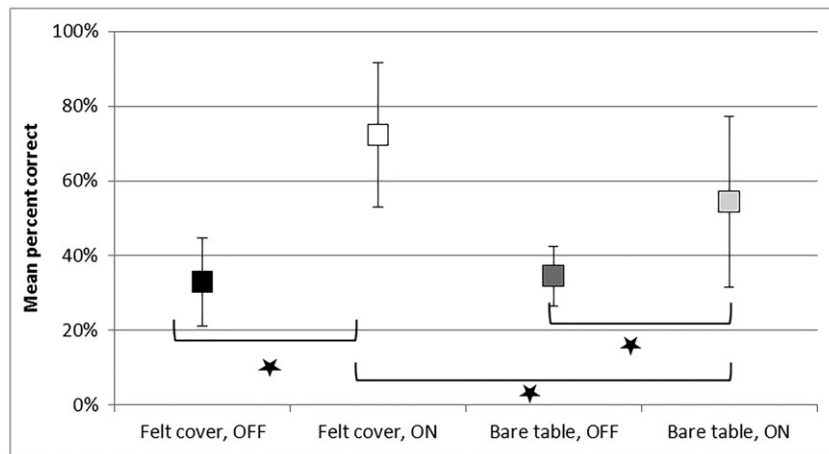 100%
80%
60%
40%
20%
0%
Mean percent correct
Felt cover, OFF
Felt cover, ON
Bare table, OFF
Bare table, ON